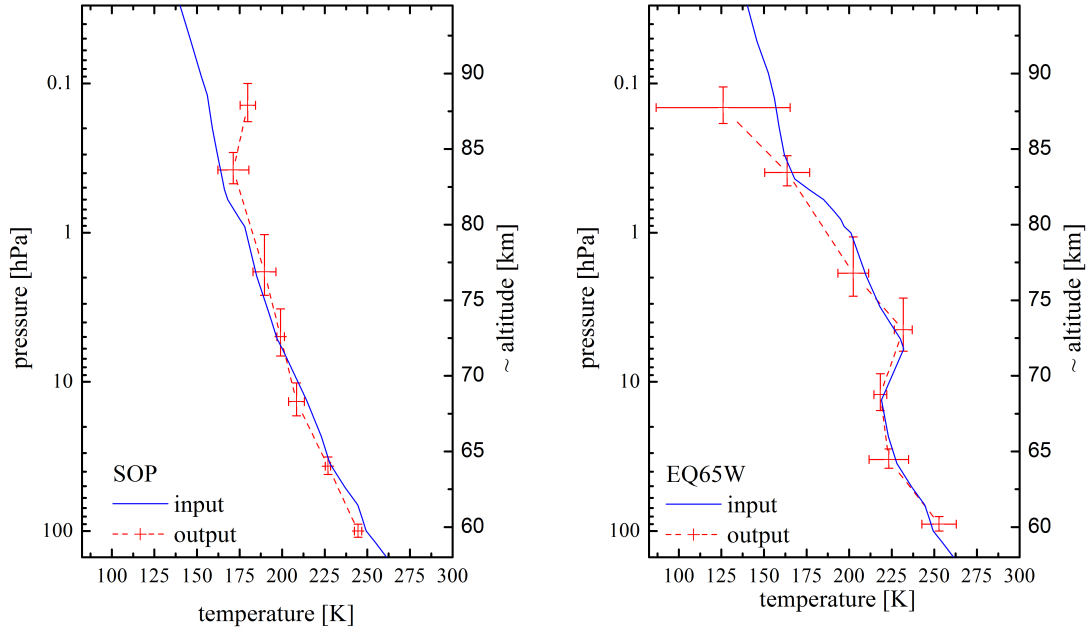 0.1
1
10
100
pressure [hPa]
90
85
80
75
70
65
60
~ altitude [km]
SOP
input
output
100 125 150 175 200 225 250 275 300
temperature [K]
0.1
1
10
100
pressure [hPa]
90
85
80
75
70
65
60
~ altitude [km]
EQ65W
input
output
100 125 150 175 200 225 250 275 300
temperature [K]